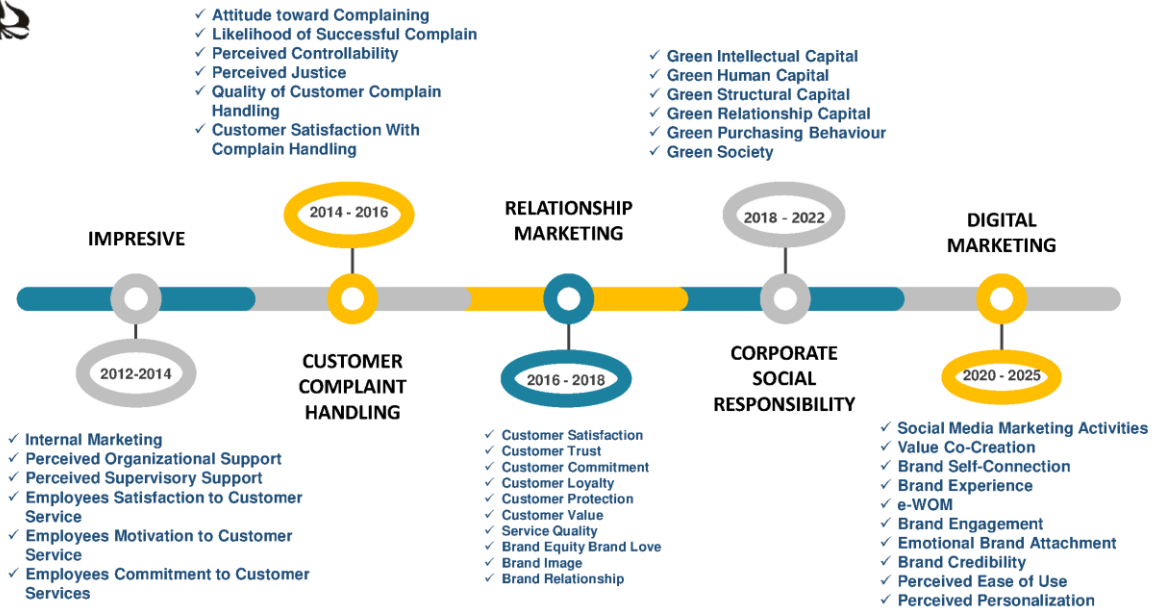 ✓ Attitude toward Complaining
✓ Likelihood of Successful Complain
✓ Perceived Controllability
✓ Perceived Justice
✓ Quality of Customer Complain
Handling
✓ Customer Satisfaction With
Complain Handling
✓ Green Intellectual Capital
✓ Green Human Capital
✓ Green Structural Capital
✓ Green Relationship Capital
✓ Green Purchasing Behaviour
✓ Green Society
IMPRESIVE
2014 - 2016
RELATIONSHIP
MARKETING
2018 - 2022
DIGITAL
MARKETING
2012-2014
CUSTOMER
COMPLAINT
HANDLING
2016 - 2018
CORPORATE
SOCIAL
RESPONSIBILITY
2020 - 2025
✓ Internal Marketing
✓ Perceived Organizational Support
✓ Perceived Supervisory Support
✓ Employees Satisfaction to Customer
Service
✓ Employees Motivation to Customer
Service
✓ Employees Commitment to Customer
Services
✓ Customer Satisfaction
✓ Customer Trust
✓ Customer Commitment
✓ Customer Loyalty
✓ Customer Protection
✓ Customer Value
✓ Service Quality
✓ Brand Equity Brand Love
✓ Brand Image
✓ Brand Relationship
✓ Social Media Marketing Activities
✓ Value Co-Creation
✓ Brand Self-Connection
✓ Brand Experience
✓ e-WOM
✓ Brand Engagement
✓ Emotional Brand Attachment
✓ Brand Credibility
✓ Perceived Ease of Use
✓ Perceived Personalization